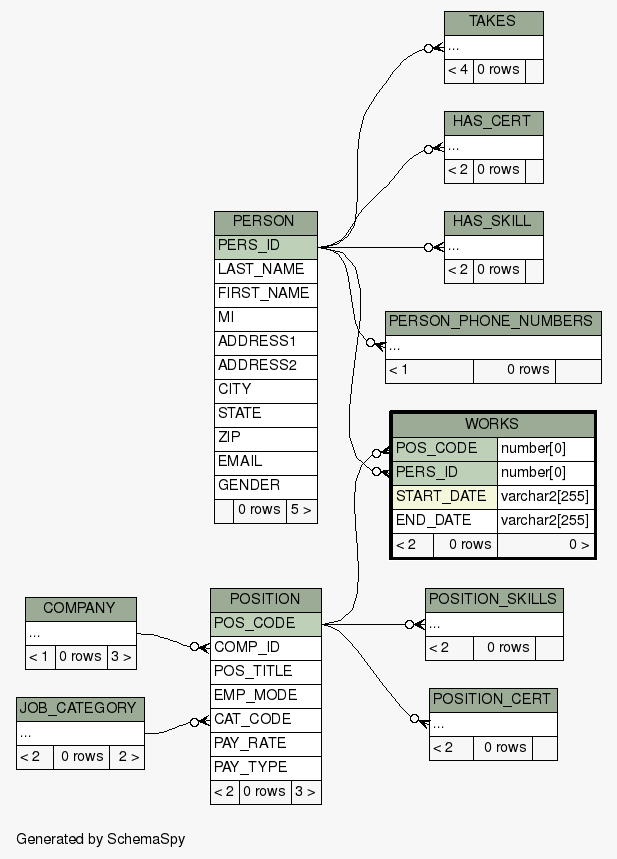 TAKES
...
< 4 0 rows
HAS_CERT
...
< 2 0 rows
HAS_SKILL
...
< 2 0 rows
PERSON
PERS_ID
LAST_NAME
FIRST_NAME
MI
ADDRESS1
ADDRESS2
CITY
STATE
ZIP
EMAIL
GENDER
0 rows 5 >
PERSON_PHONE_NUMBERS
...
< 1 0 rows
WORKS
POS_CODE number[0]
PERS_ID number[0]
START_DATE varchar2[255]
END_DATE varchar2[255]
< 2 0 rows 0 >
COMPANY
...
< 1 0 rows 3 >
JOB_CATEGORY
...
< 2 0 rows 2 >
POSITION
POS_CODE
COMP_ID
POS_TITLE
EMP_MODE
CAT_CODE
PAY_RATE
PAY_TYPE
< 2 0 rows 3 >
POSITION_SKILLS
...
< 2 0 rows
POSITION_CERT
...
< 2 0 rows
Generated by SchemaSpy